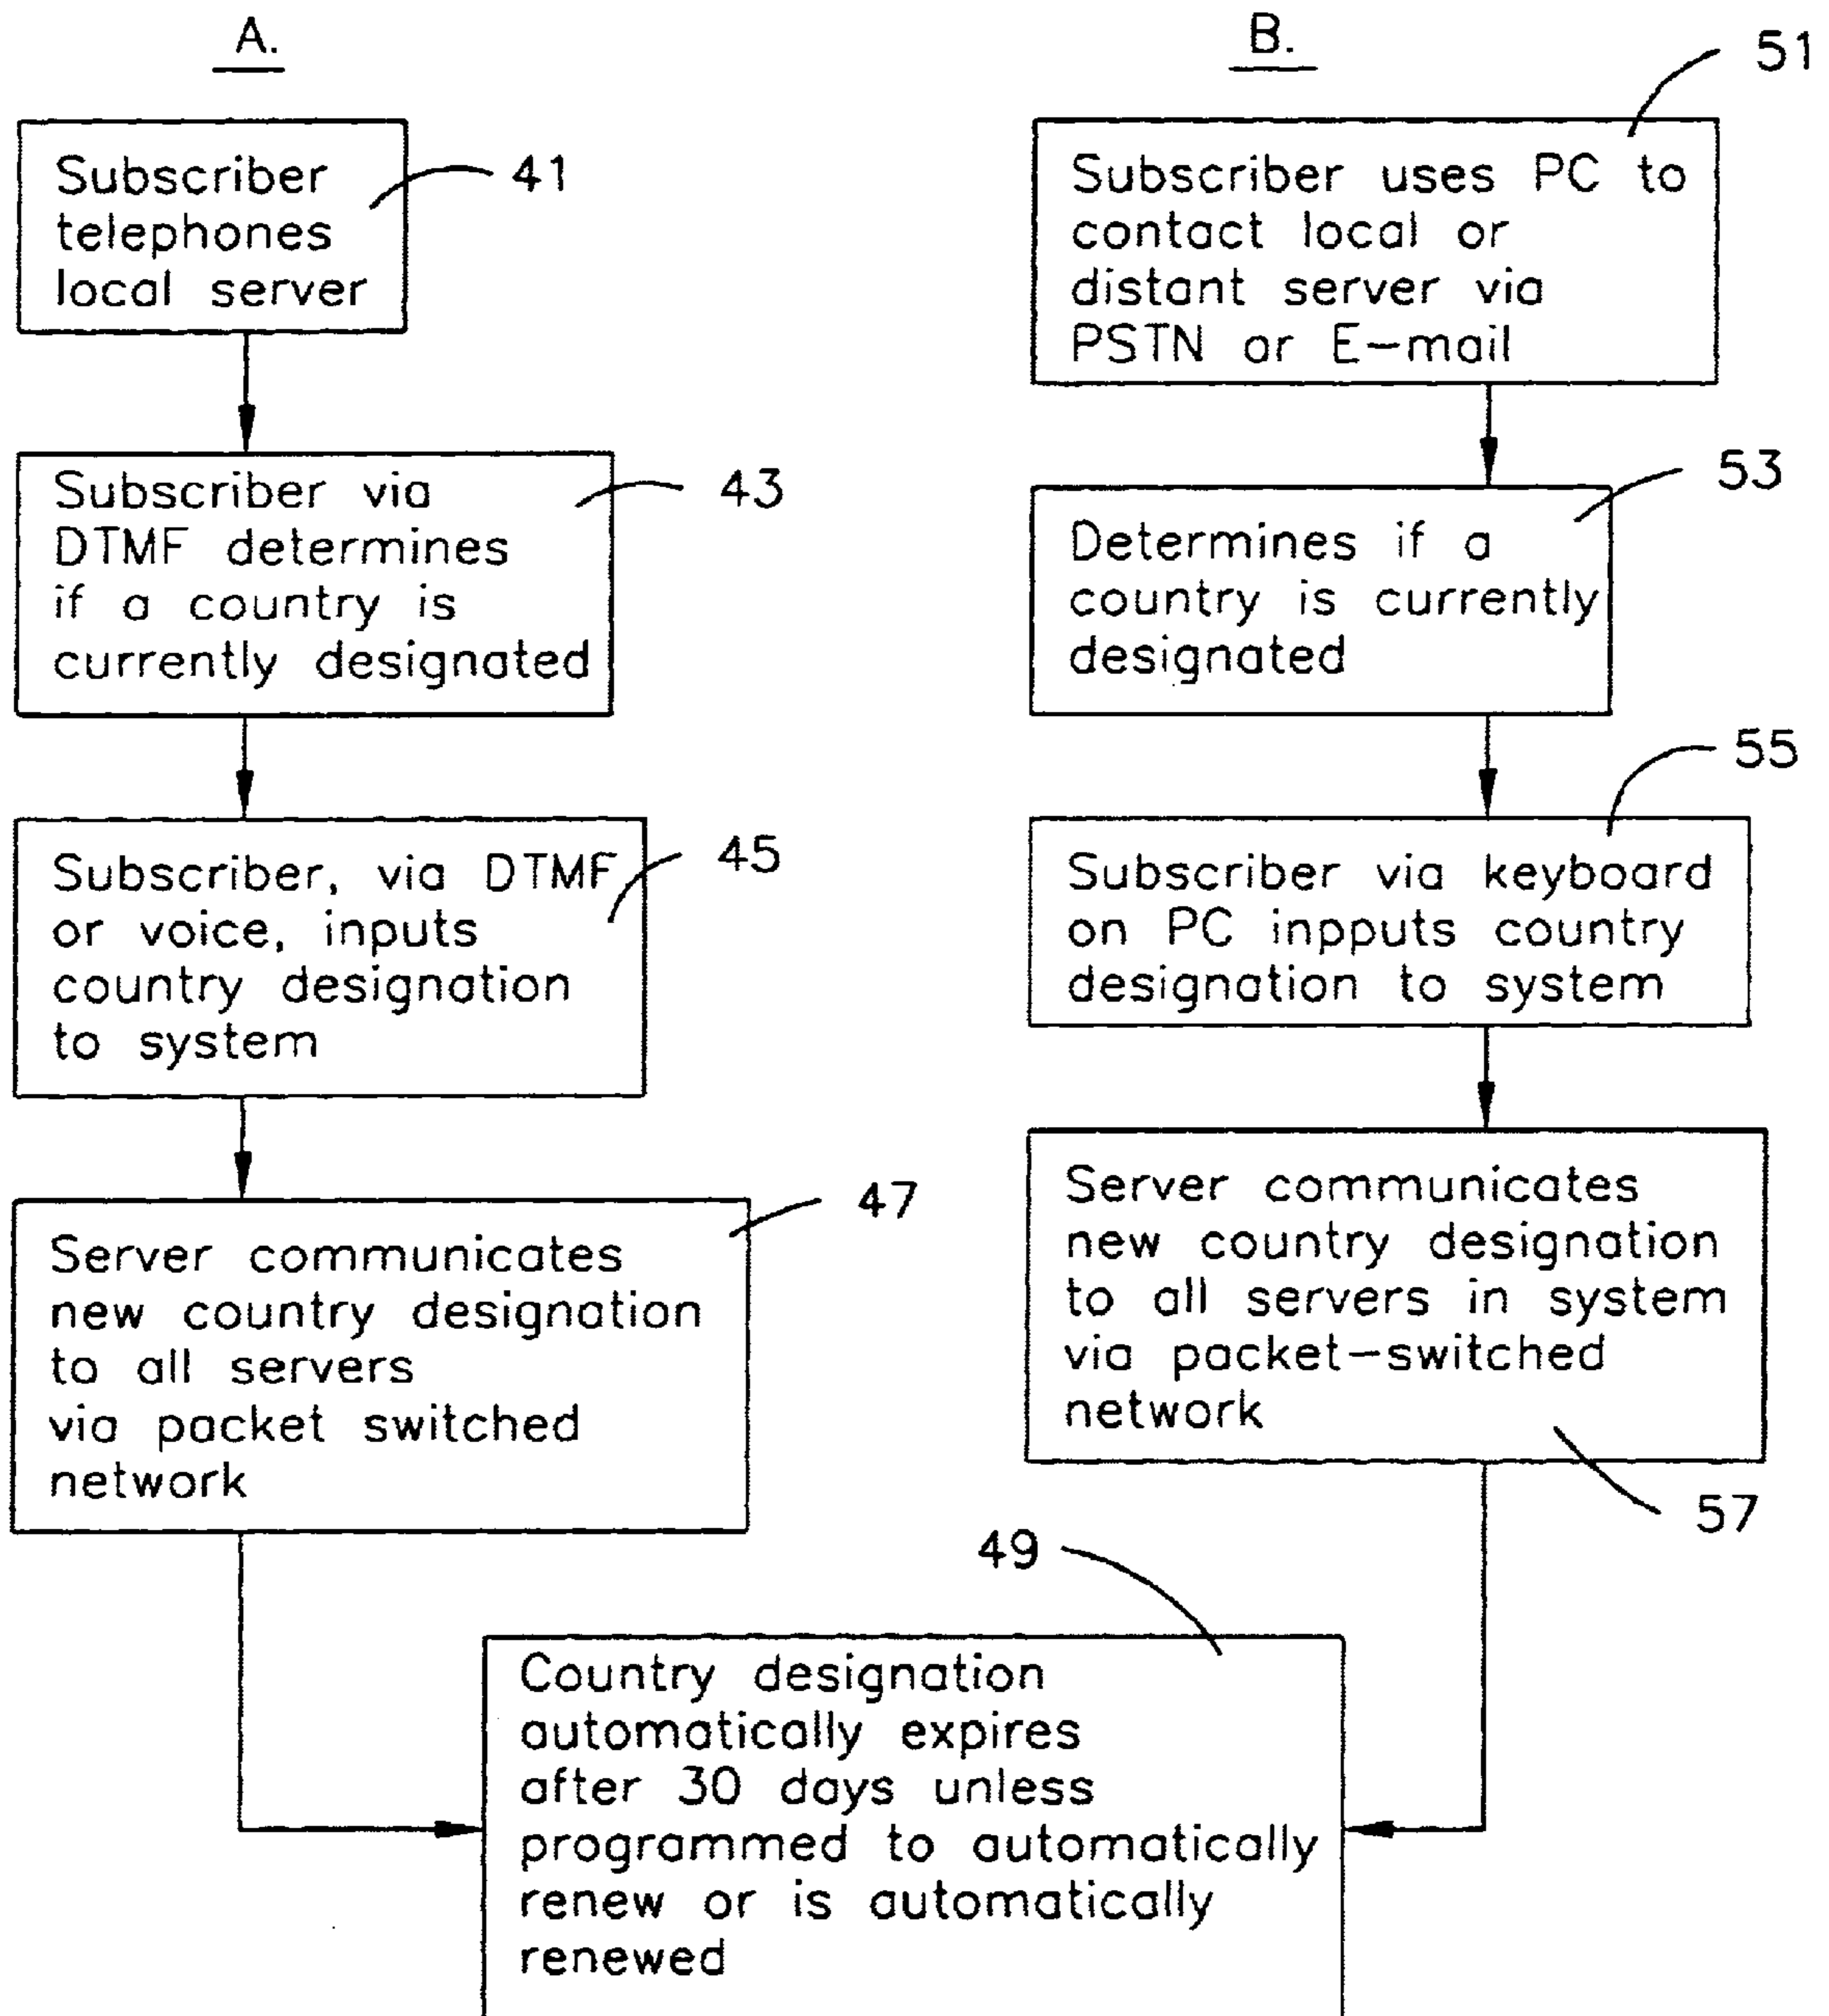 A.
Subscriber
telephones
local server
41
Subscriber via
DTMF determines
if a country is
currently designated
43
Subscriber, via DTMF
or voice, inputs
country designation
to system
45
Server communicates
new country designation
to all servers
via packet switched
network
47
B.
51
Subscriber uses PC to
contact local or
distant server via
PSTN or E-mail
53
Determines if a
country is currently
designated
55
Subscriber via keyboard
on PC inpputs country
designation to system
Server communicates
new country designation
to all servers in system
via packet-switched
network
57
49
Country designation
automatically expires
after 30 days unless
programmed to automatically
renew or is automatically
renewed